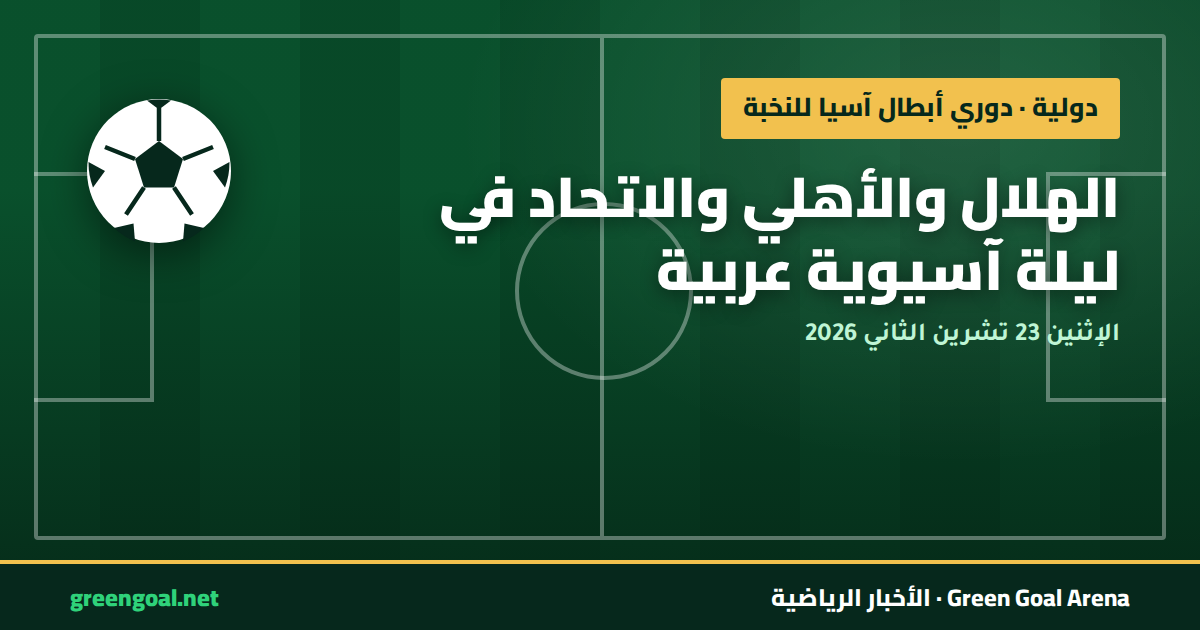 دولية · دوري أبطال آسيا للنخبة
الهلال والأهلي والاتحاد في
ليلة آسيوية عربية
الإثنين 23 تشرين الثاني 2026
Green Goal Arena · الأخبار الرياضية
greengoal.net